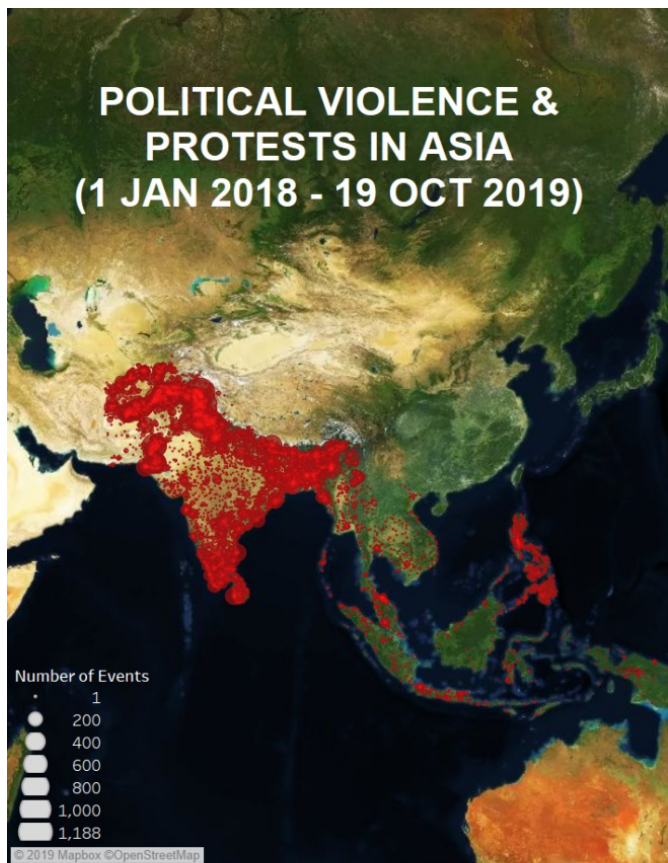 POLITICAL VIOLENCE &
PROTESTS IN ASIA
(1 JAN 2018 - 19 OCT 2019)
Number of Events
1
200
400
600
800
1,000
1,188
© 2019 Mapbox ©OpenStreetMap